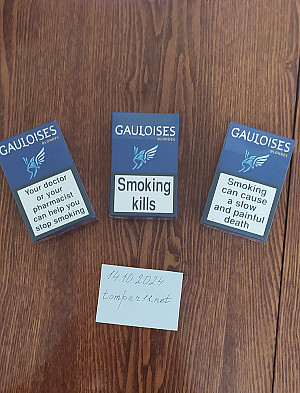 GAULOISES
BLONDES
Your doctor
or your
pharmacist
can help you
stop smoking
GAULOISES
BLONDES
Smoking
kills
GAULOISES
BLONDES
Smoking
can cause
a slow
and painful
death
14.10.2024